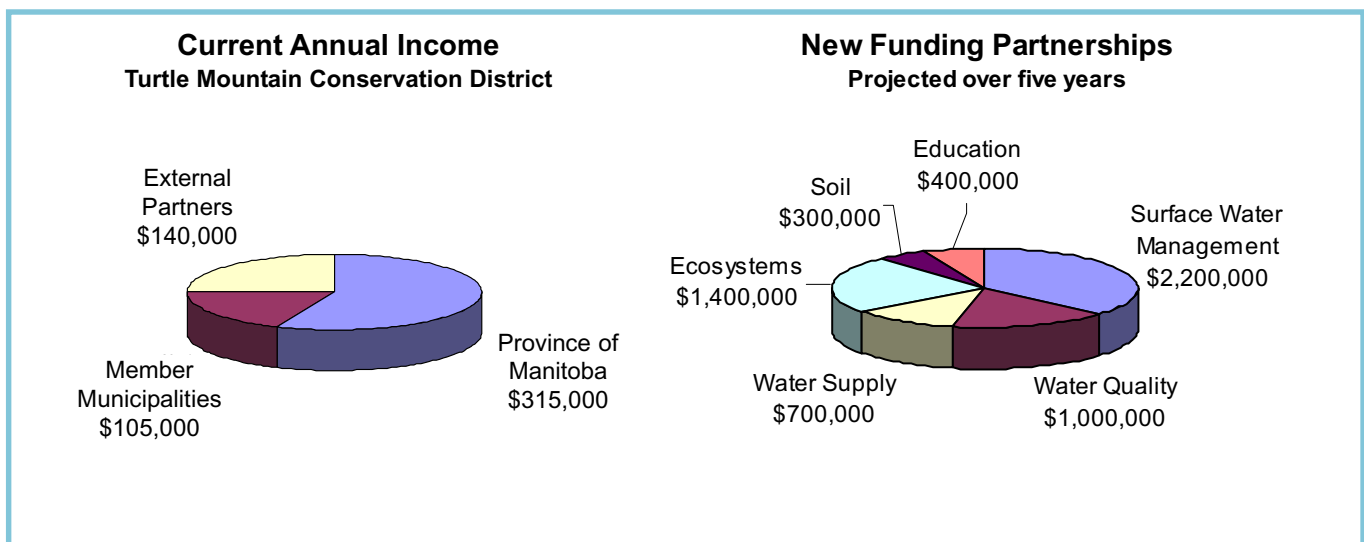 Current Annual Income
Turtle Mountain Conservation District
External
Partners
$140,000
Province of
Manitoba
$315,000
Member
Municipalities
$105,000
New Funding Partnerships
Projected over five years
Education
$400,000
Soil
$300,000
Surface Water
Management
$2,200,000
Ecosystems
$1,400,000
Water Supply
$700,000
Water Quality
$1,000,000